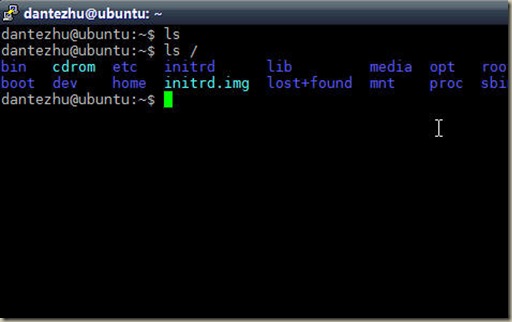 dantezhu@ubuntu: ~
dantezhu@ubuntu:~$ ls
dantezhu@ubuntu:~$ ls /
bin cdrom etc initrd lib media opt roo
boot dev home initrd.img lost+found mnt proc sbi
dantezhu@ubuntu:~$